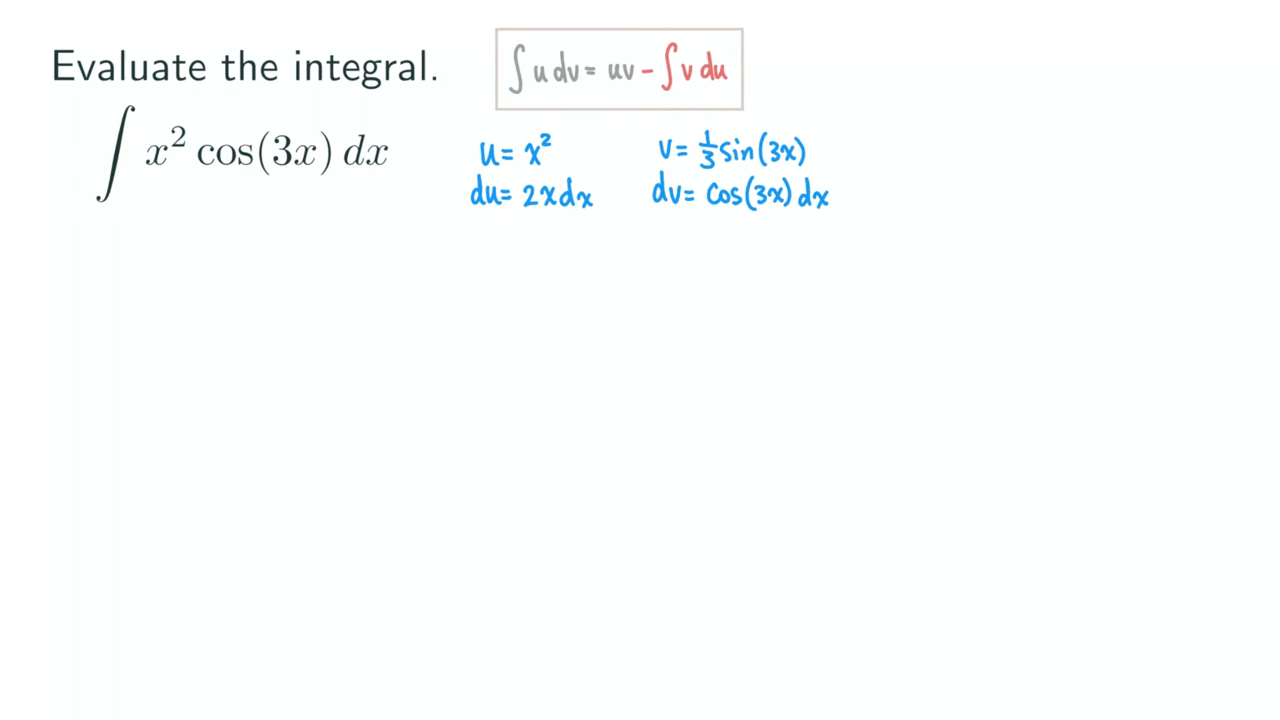 Evaluate the integral.
∫ u dv = uv - ∫ v du
∫ x² cos(3x) dx
u = x²
v = 1/3 sin(3x)
du = 2x dx
dv = cos(3x) dx